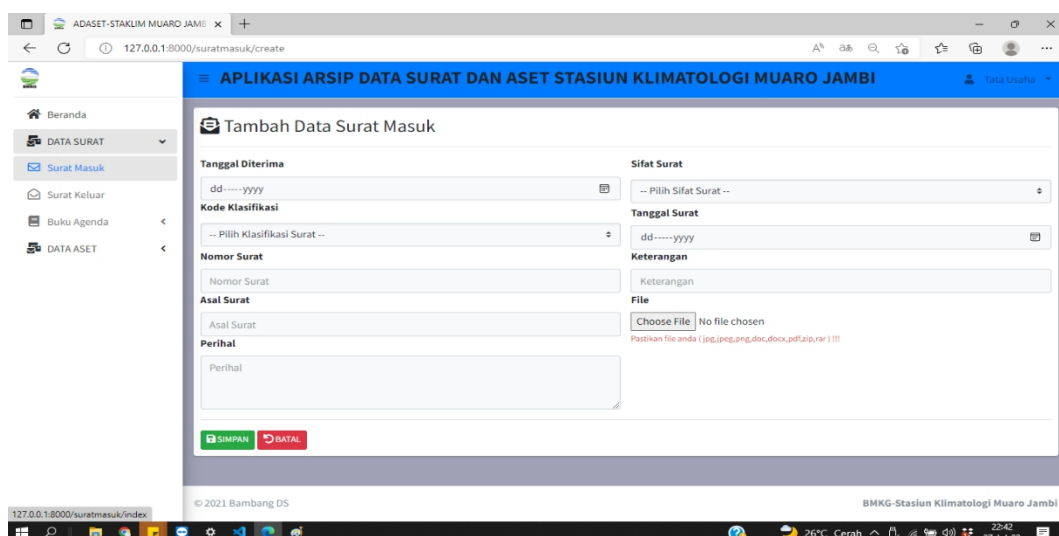 ADASET-STAKLIM MUARO JAMBI
127.0.0.1:8000/suratmasuk/create
APLIKASI ARSIP DATA SURAT DAN ASET STASIUN KLIMATOLOGI MUARO JAMBI
Tata Usaha
Beranda
DATA SURAT
Surat Masuk
Surat Keluar
Buku Agenda
DATA ASET
Tambah Data Surat Masuk
Tanggal Diterima
dd-----yyyy
Kode Klasifikasi
-- Pilih Klasifikasi Surat --
Nomor Surat
Nomor Surat
Asal Surat
Asal Surat
Perihal
Perihal
Sifat Surat
-- Pilih Sifat Surat --
Tanggal Surat
dd-----yyyy
Keterangan
Keterangan
File
Choose File No file chosen
Pastikan file anda ( jpg,jpeg,png,doc,docx,pdf,zip,rar ) !!!
SIMPAN BATAL
© 2021 Bambang DS
BMKG-Stasiun Klimatologi Muaro Jambi
127.0.0.1:8000/suratmasuk/index
26°C Cerah
22:42